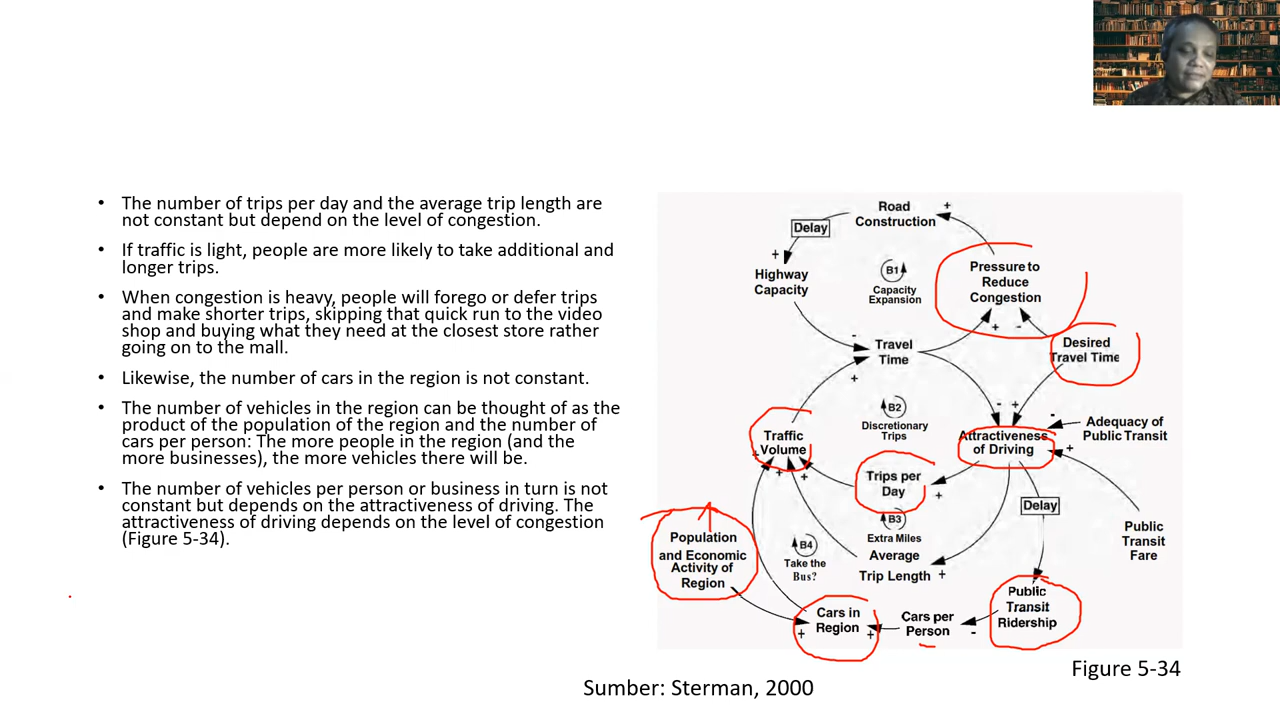 • The number of trips per day and the average trip length are
not constant but depend on the level of congestion.
• If traffic is light, people are more likely to take additional and
longer trips.
• When congestion is heavy, people will forego or defer trips
and make shorter trips, skipping that quick run to the video
shop and buying what they need at the closest store rather
going on to the mall.
• Likewise, the number of cars in the region is not constant.
• The number of vehicles in the region can be thought of as the
product of the population of the region and the number of
cars per person: The more people in the region (and the
more businesses), the more vehicles there will be.
• The number of vehicles per person or business in turn is not
constant but depends on the attractiveness of driving. The
attractiveness of driving depends on the level of congestion
(Figure 5-34).
Road
Construction
+
Delay
+
Highway
Capacity
B1
Capacity
Expansion
Pressure to
Reduce
Congestion
+ -
Desired
Travel Time
-
Travel
Time
+
B2
Discretionary
Trips
- +
-
Adequacy of
Public Transit
Attractiveness
of Driving
+
Traffic
Volume
+ + +
Trips per
Day
+
Delay
B3
Extra Miles
Average
Trip Length +
Public
Transit
Fare
Population
and Economic
Activity of
Region
B4
Take the
Bus?
Public
Transit
Ridership
-
Cars in
Region
+ +
Cars per
Person
-
Figure 5-34
Sumber: Sterman, 2000